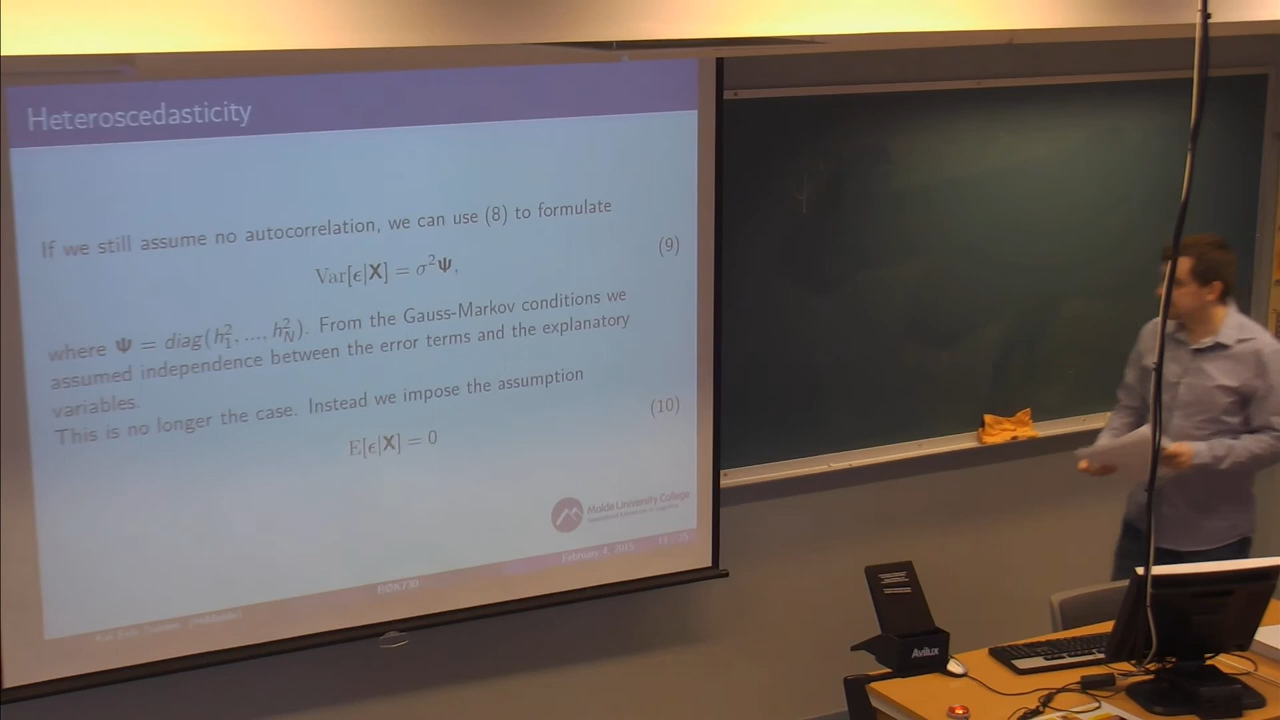 Heteroscedasticity
If we still assume no autocorrelation, we can use (8) to formulate
Var[ϵ|X] = σ²Ψ, (9)
where Ψ = diag(h₁², ..., h_N²). From the Gauss-Markov conditions we
assumed independence between the error terms and the explanatory
variables.
This is no longer the case. Instead we impose the assumption
E[ϵ|X] = 0 (10)
Molde University College
February 4, 2015
BØK730
Avilux